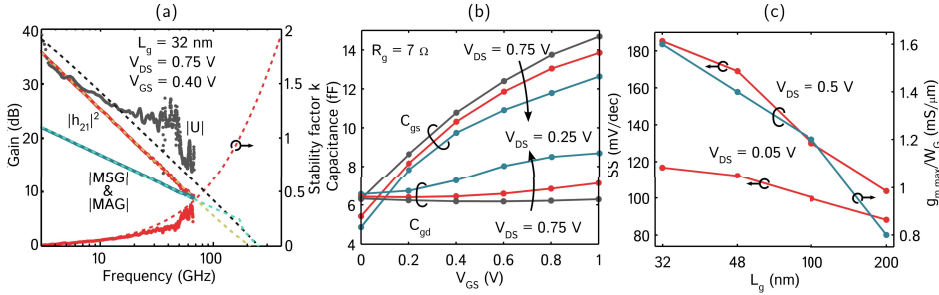 (a)
Gain (dB)
40
30
20
10
0
L_g = 32 nm
V_DS = 0.75 V
V_GS = 0.40 V
|h_21|²
|U|
|MSG|
&
|MAG|
2
1.5
1
0.5
0
Stability factor k
10
100
Frequency (GHz)
(b)
Capacitance (fF)
14
12
10
8
6
4
R_g = 7 Ω
V_DS = 0.75 V
C_gs
V_DS = 0.25 V
C_gd
V_DS = 0.75 V
0
0.2
0.4
0.6
0.8
1
V_GS (V)
(c)
SS (mV/dec)
180
160
140
120
100
80
V_DS = 0.5 V
V_DS = 0.05 V
1.6
1.4
1.2
1
0.8
g_m,max/W_G (mS/μm)
32
48
100
200
L_g (nm)